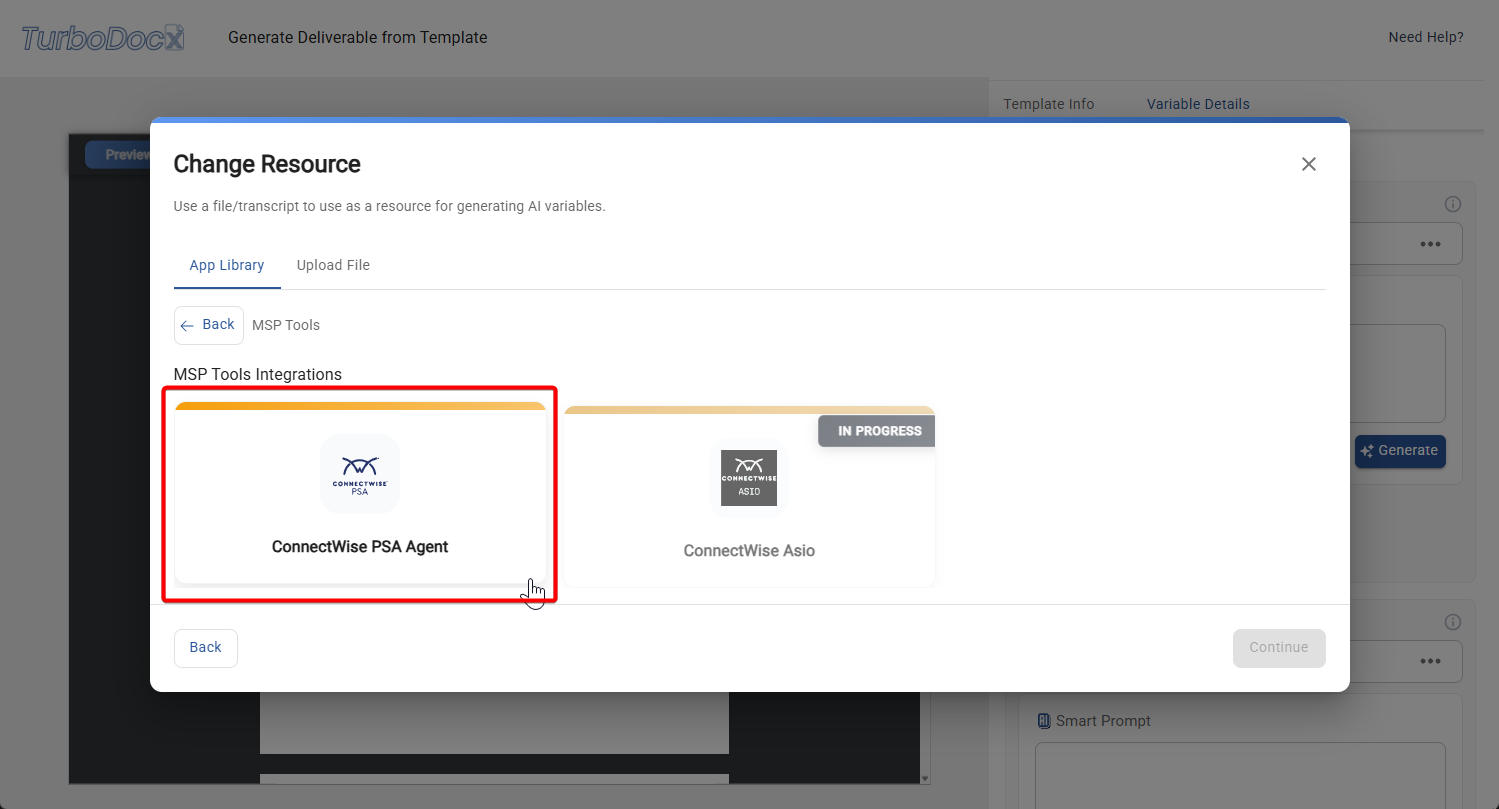 TurboDocX
Generate Deliverable from Template
Need Help?
Template Info
Variable Details
Preview
Change Resource
Use a file/transcript to use as a resource for generating AI variables.
App Library
Upload File
← Back
MSP Tools
MSP Tools Integrations
IN PROGRESS
CONNECTWISE
PSA
CONNECTWISE
ASIO
ConnectWise PSA Agent
ConnectWise Asio
Generate
Back
Continue
AI Smart Prompt